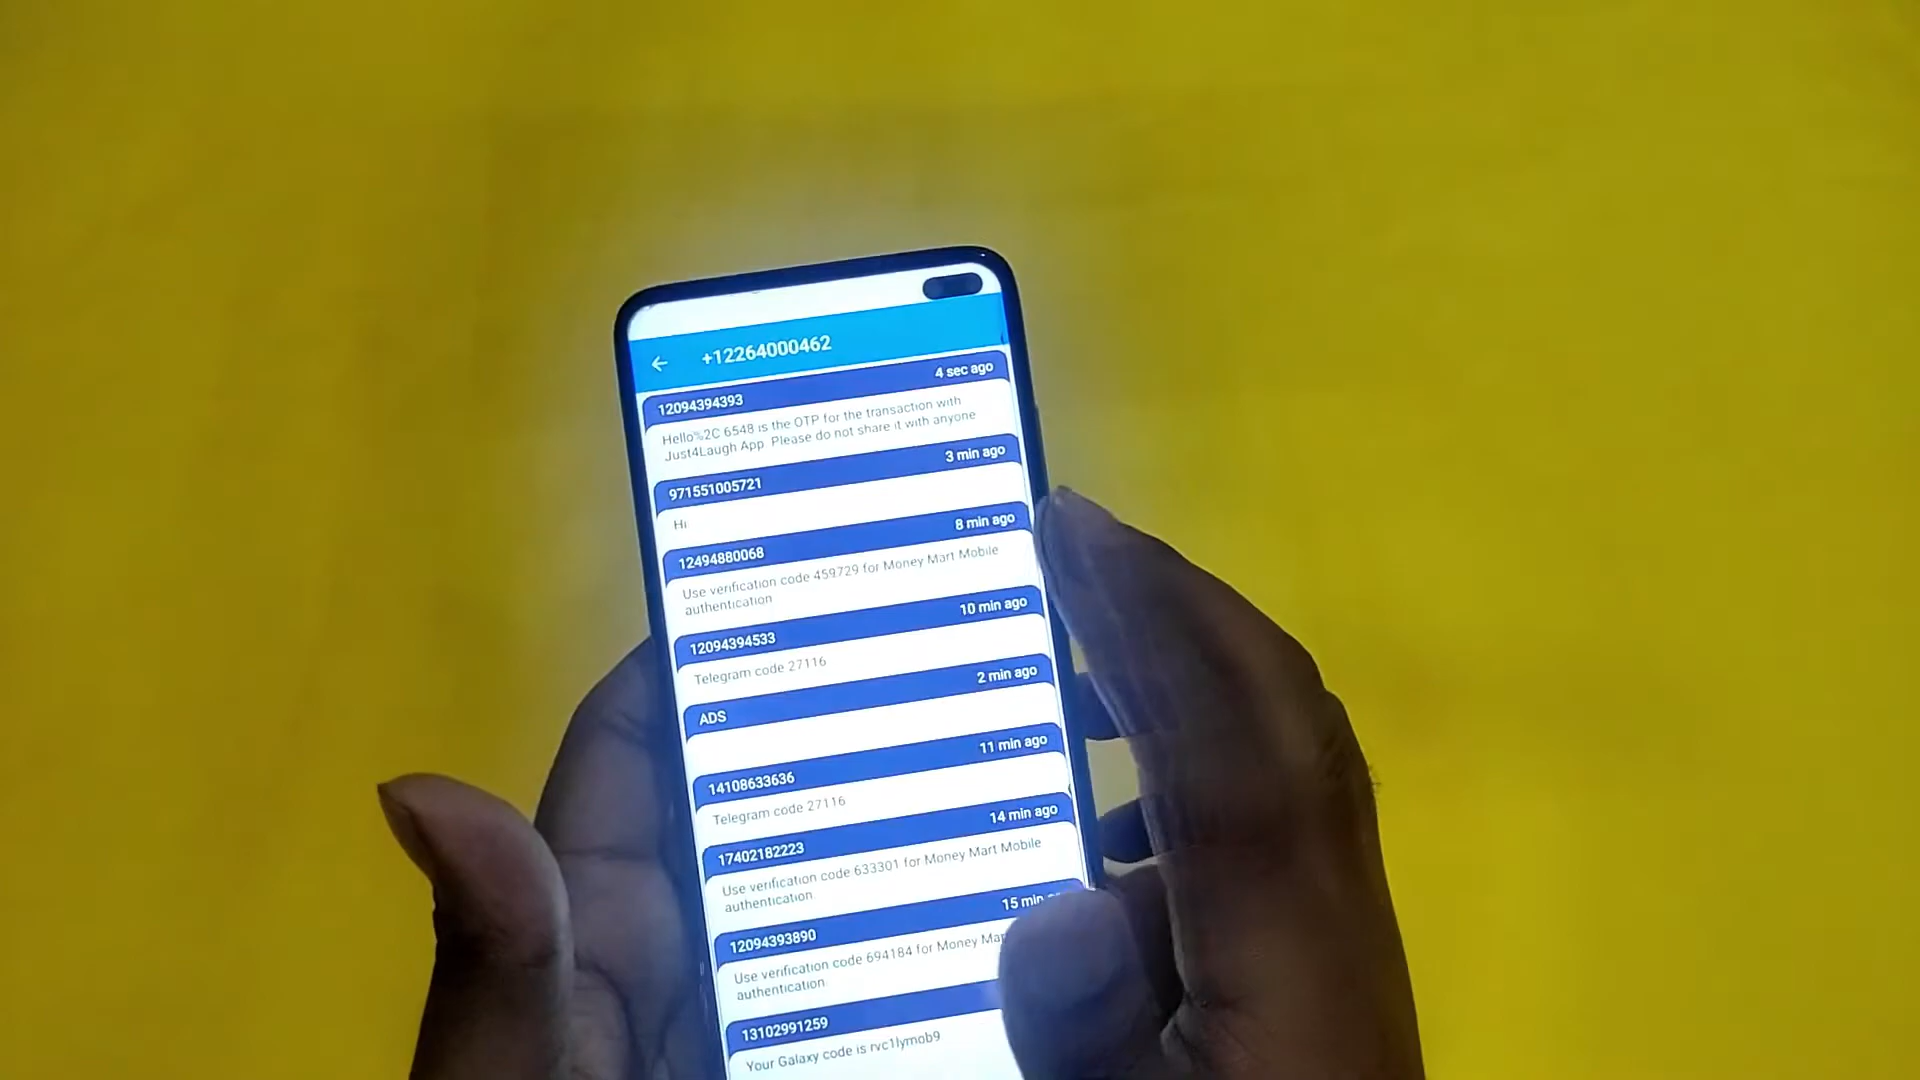 +12264000462
4 sec ago
12094394393
Hello%2C 6548 is the OTP for the transaction with
Just4Laugh App. Please do not share it with anyone
3 min ago
971551005721
Hi
8 min ago
12494880068
Use verification code 459729 for Money Mart Mobile
authentication
10 min ago
12094394533
Telegram code 27116
2 min ago
ADS
11 min ago
14108633636
Telegram code 27116
14 min ago
17402182223
Use verification code 633301 for Money Mart Mobile
authentication
15 min
12094393890
Use verification code 694184 for Money
authentication
13102991259
Your Galaxy code is rvc1lymob9